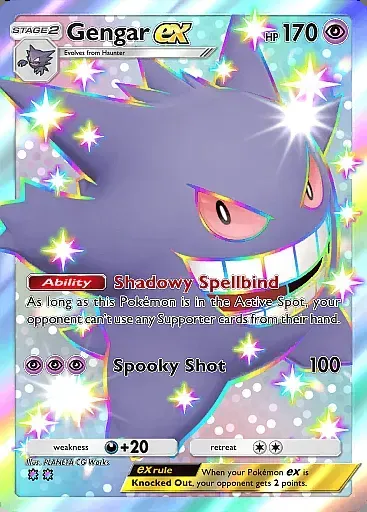 STAGE 2 Gengar ex HP 170
Evolves from Haunter
Ability Shadowy Spellbind
As long as this Pokémon is in the Active Spot, your
opponent can't use any Supporter cards from their hand.
Spooky Shot 100
weakness +20 retreat
Illus. PLANETA CG Works
ex rule When your Pokémon ex is
Knocked Out, your opponent gets 2 points.